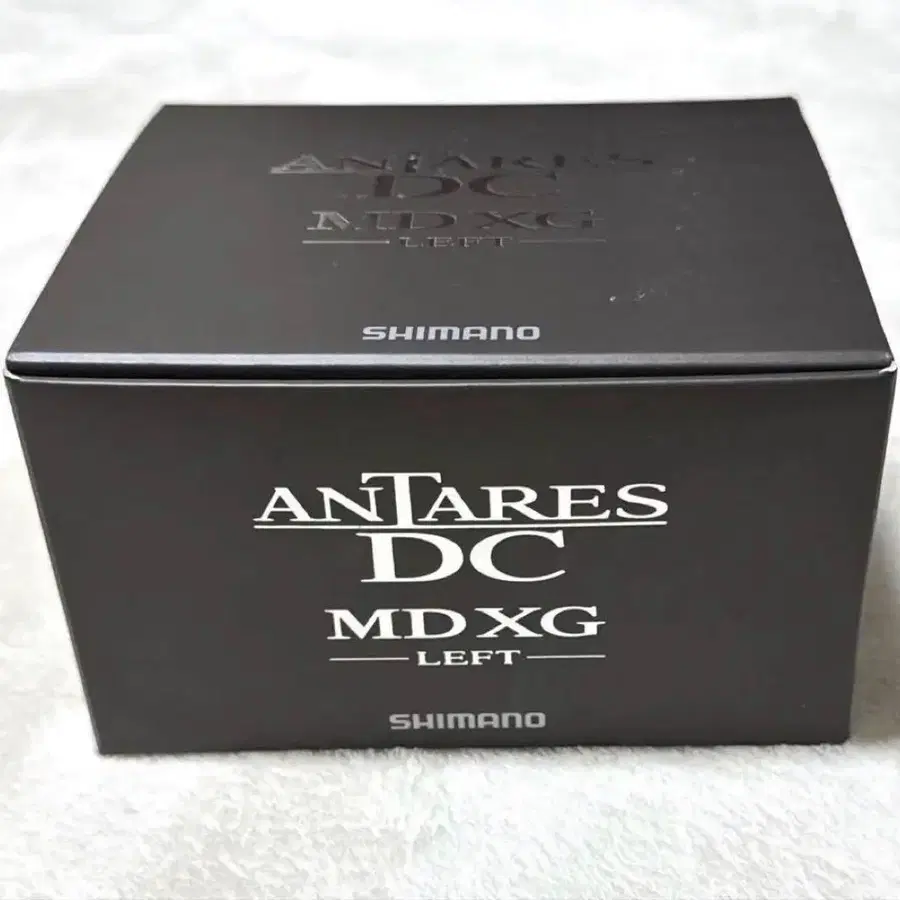 ANTARES
DC
MD XG
LEFT
SHIMANO
ANTARES
DC
MD XG
LEFT
SHIMANO